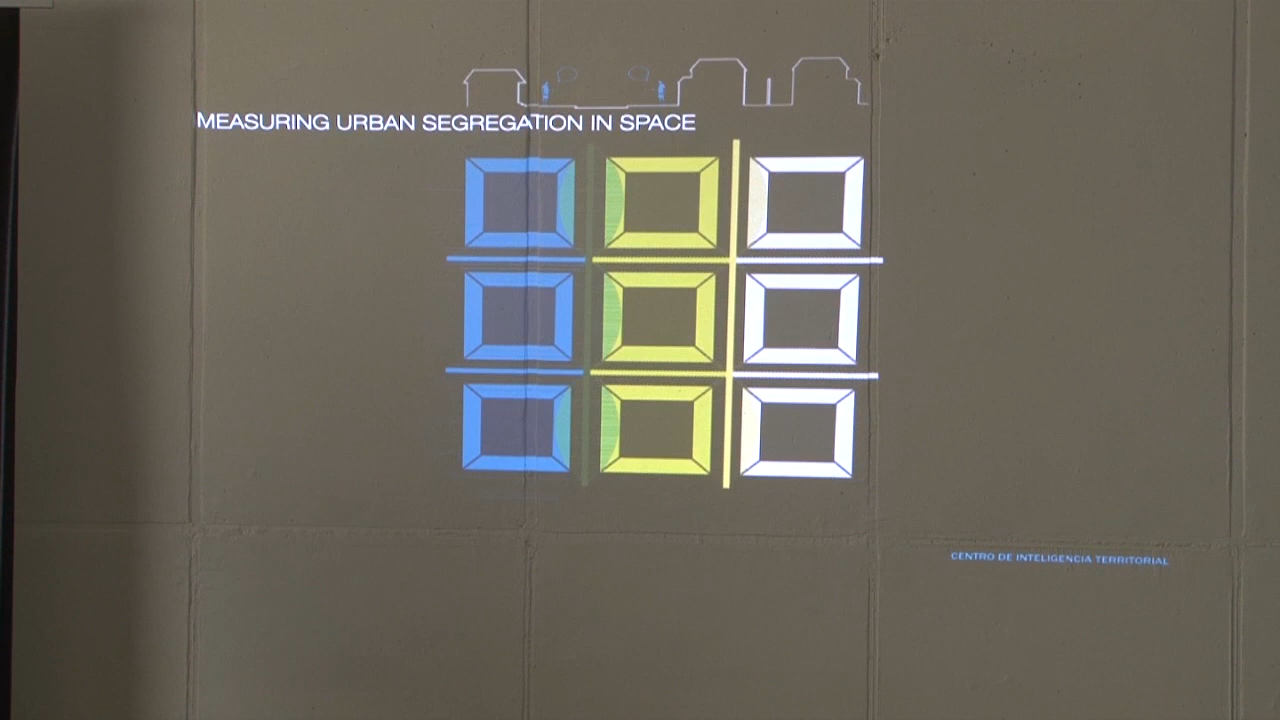 MEASURING URBAN SEGREGATION IN SPACE
CENTRO DE INTELIGENCIA TERRITORIAL